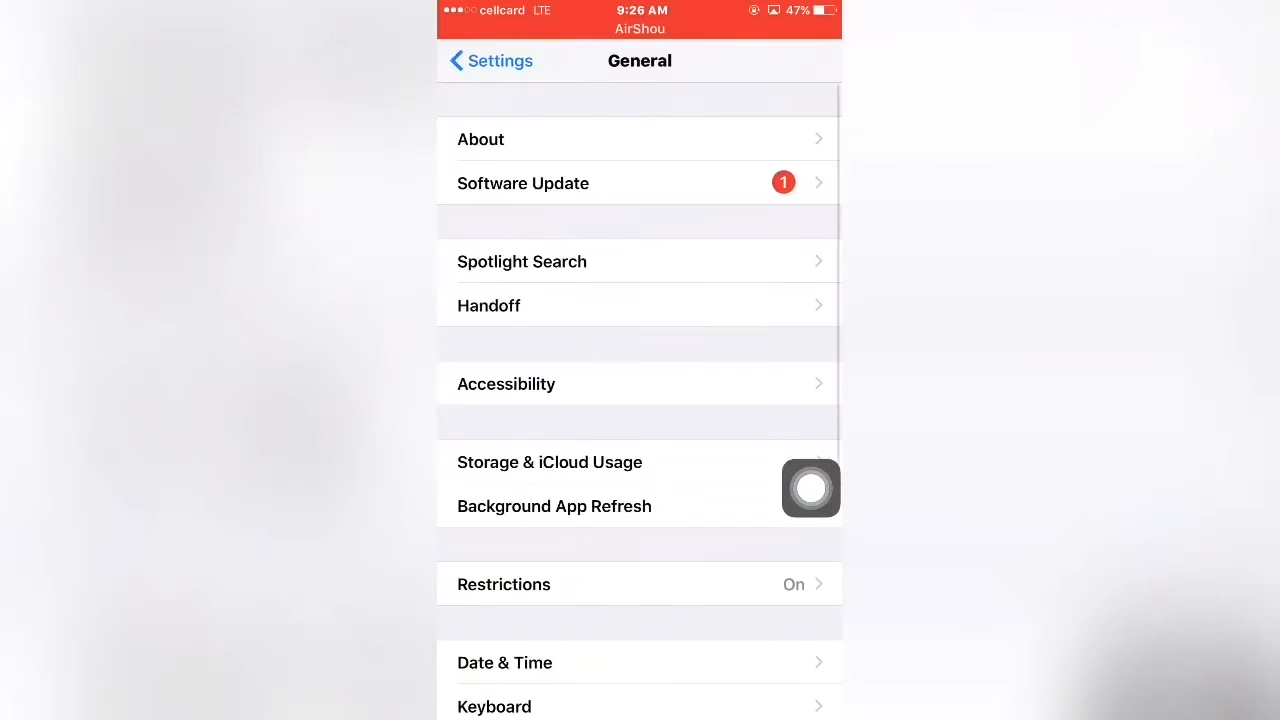 cellcard LTE 9:26 AM 47%
AirShou
Settings General
About
Software Update 1
Spotlight Search
Handoff
Accessibility
Storage & iCloud Usage
Background App Refresh
Restrictions On
Date & Time
Keyboard